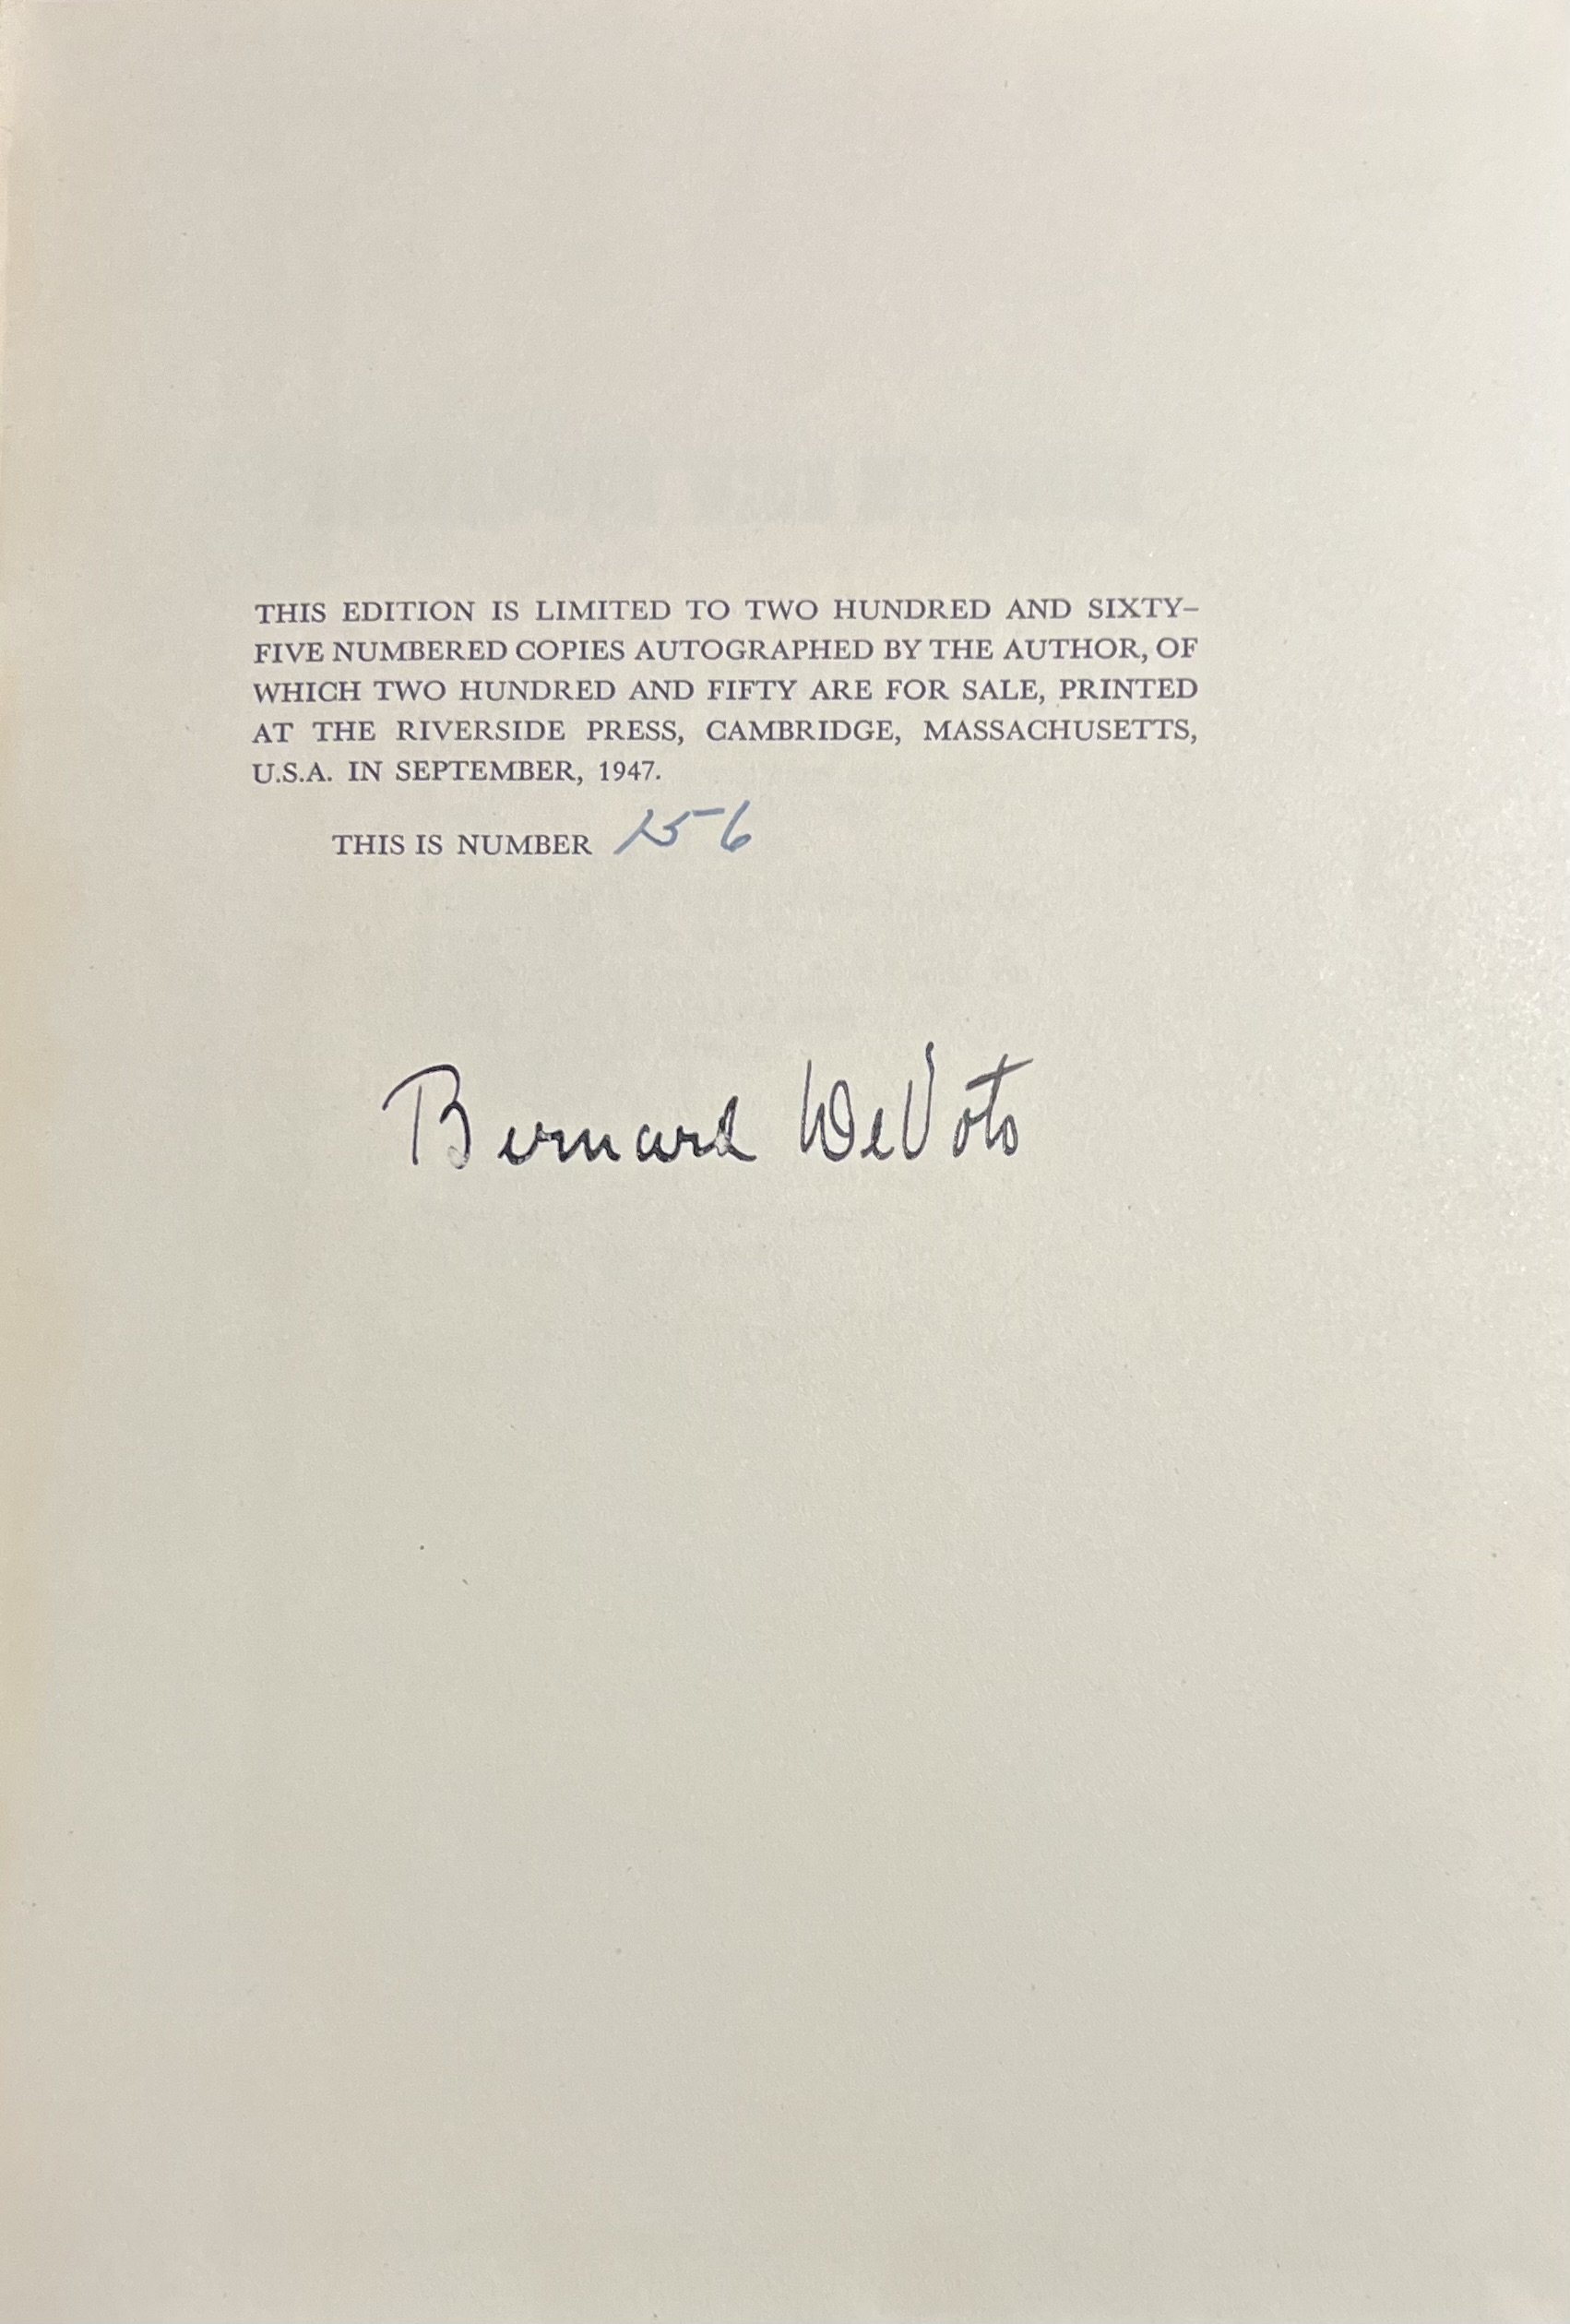 THIS EDITION IS LIMITED TO TWO HUNDRED AND SIXTY–
FIVE NUMBERED COPIES AUTOGRAPHED BY THE AUTHOR, OF
WHICH TWO HUNDRED AND FIFTY ARE FOR SALE, PRINTED
AT THE RIVERSIDE PRESS, CAMBRIDGE, MASSACHUSETTS,
U.S.A. IN SEPTEMBER, 1947.
THIS IS NUMBER 156
Bernard DeVoto